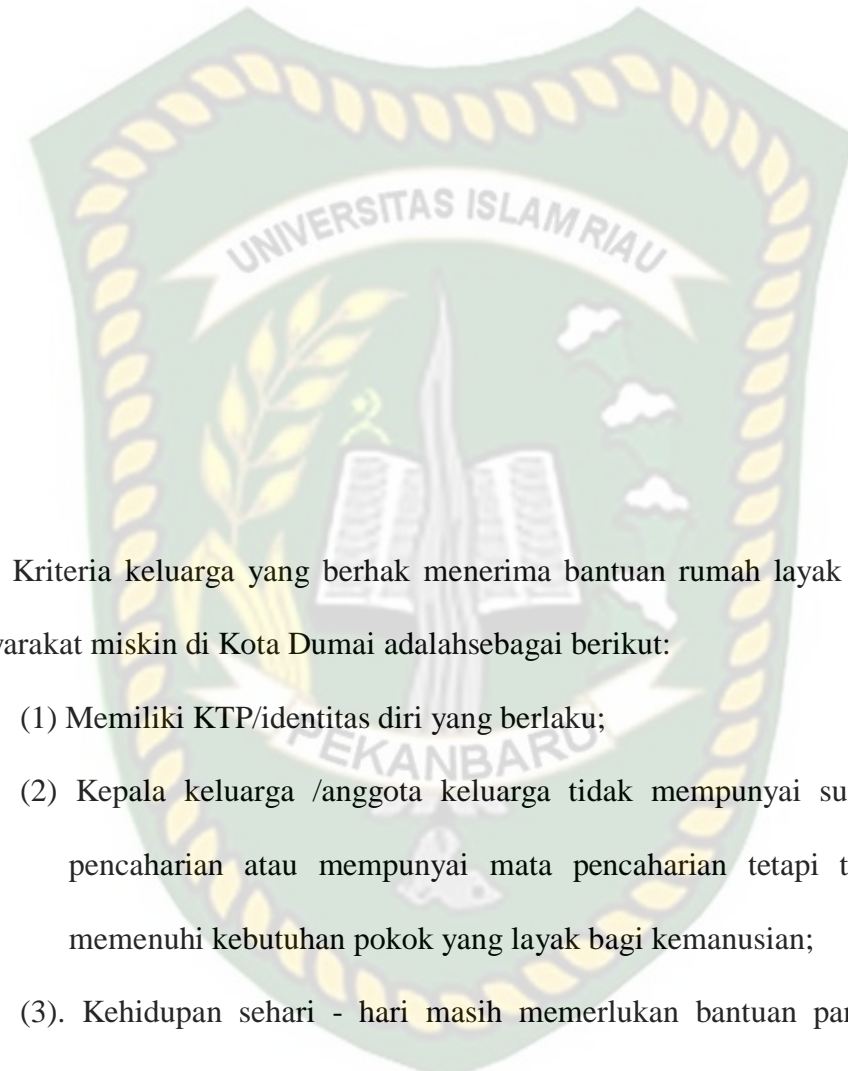 UNIVERSITAS ISLAM RIAU
Kriteria keluarga yang berhak menerima bantuan rumah layak
arakat miskin di Kota Dumai adalahsebagai berikut:
(1) Memiliki KTP/identitas diri yang berlaku;
PEKANBARU
(2) Kepala keluarga /anggota keluarga tidak mempunyai su
pencaharian atau mempunyai mata pencaharian tetapi t
memenuhi kebutuhan pokok yang layak bagi kemanusian;
(3). Kehidupan sehari - hari masih memerlukan bantuan pa